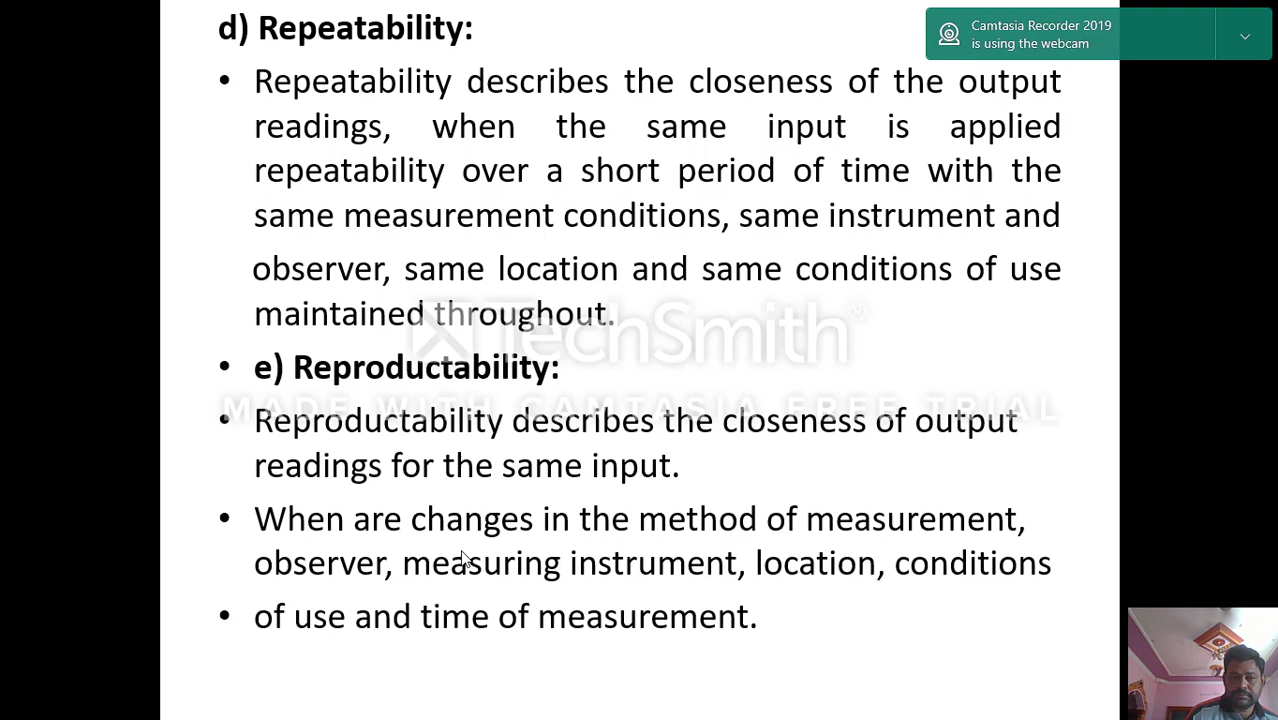 d) Repeatability:
Camtasia Recorder 2019
is using the webcam
• Repeatability describes the closeness of the output
readings, when the same input is applied
repeatability over a short period of time with the
same measurement conditions, same instrument and
observer, same location and same conditions of use
maintained throughout.
TechSmith®
• e) Reproductability:
MADE WITH CAMTASIA FREE TRIAL
• Reproductability describes the closeness of output
readings for the same input.
• When are changes in the method of measurement,
observer, measuring instrument, location, conditions
• of use and time of measurement.